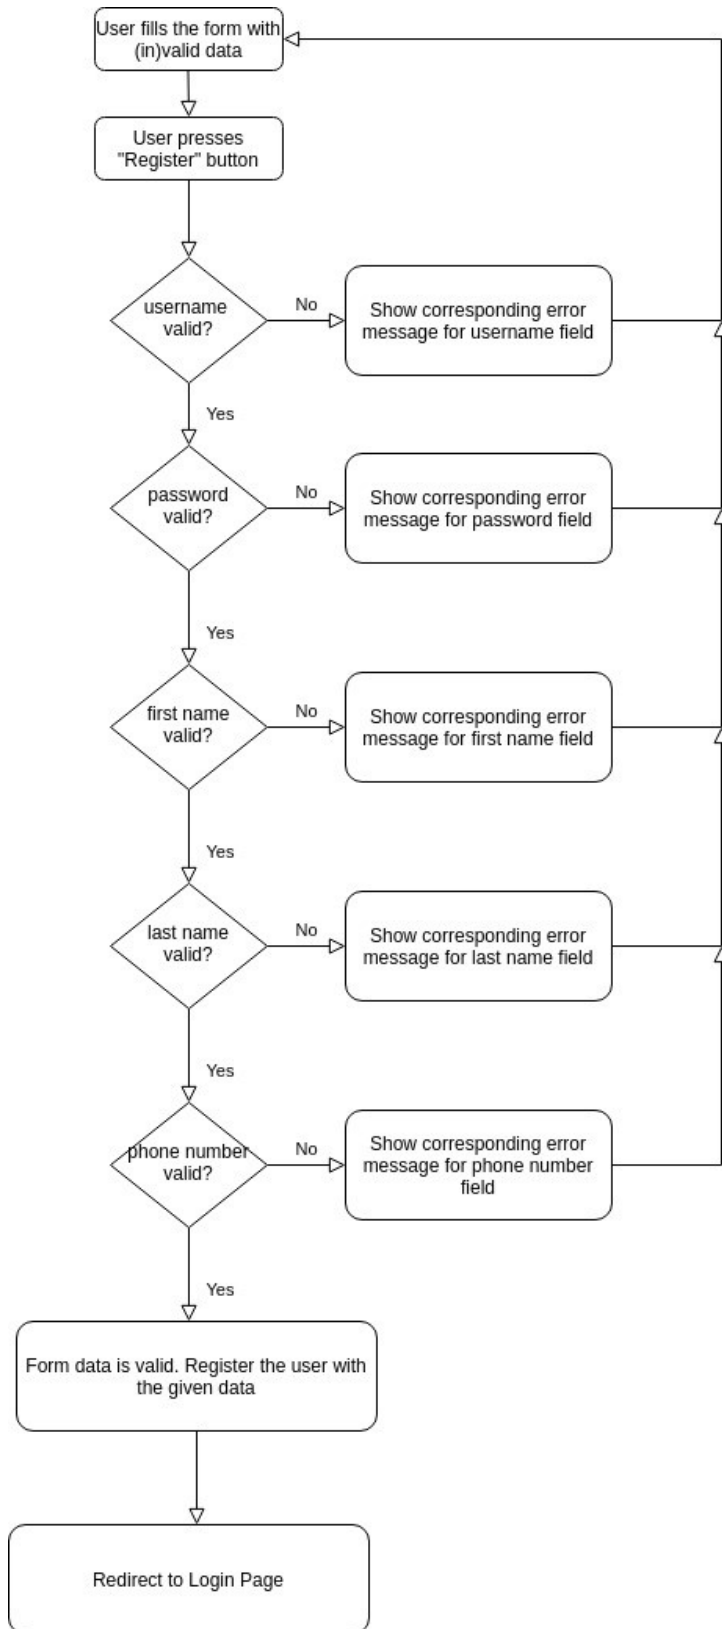 User fills the form with
(in)valid data
User presses
"Register" button
username
valid?
No
Show corresponding error
message for username field
Yes
password
valid?
No
Show corresponding error
message for password field
Yes
first name
valid?
No
Show corresponding error
message for first name field
Yes
last name
valid?
No
Show corresponding error
message for last name field
Yes
phone number
valid?
No
Show corresponding error
message for phone number
field
Yes
Form data is valid. Register the user with
the given data
Redirect to Login Page